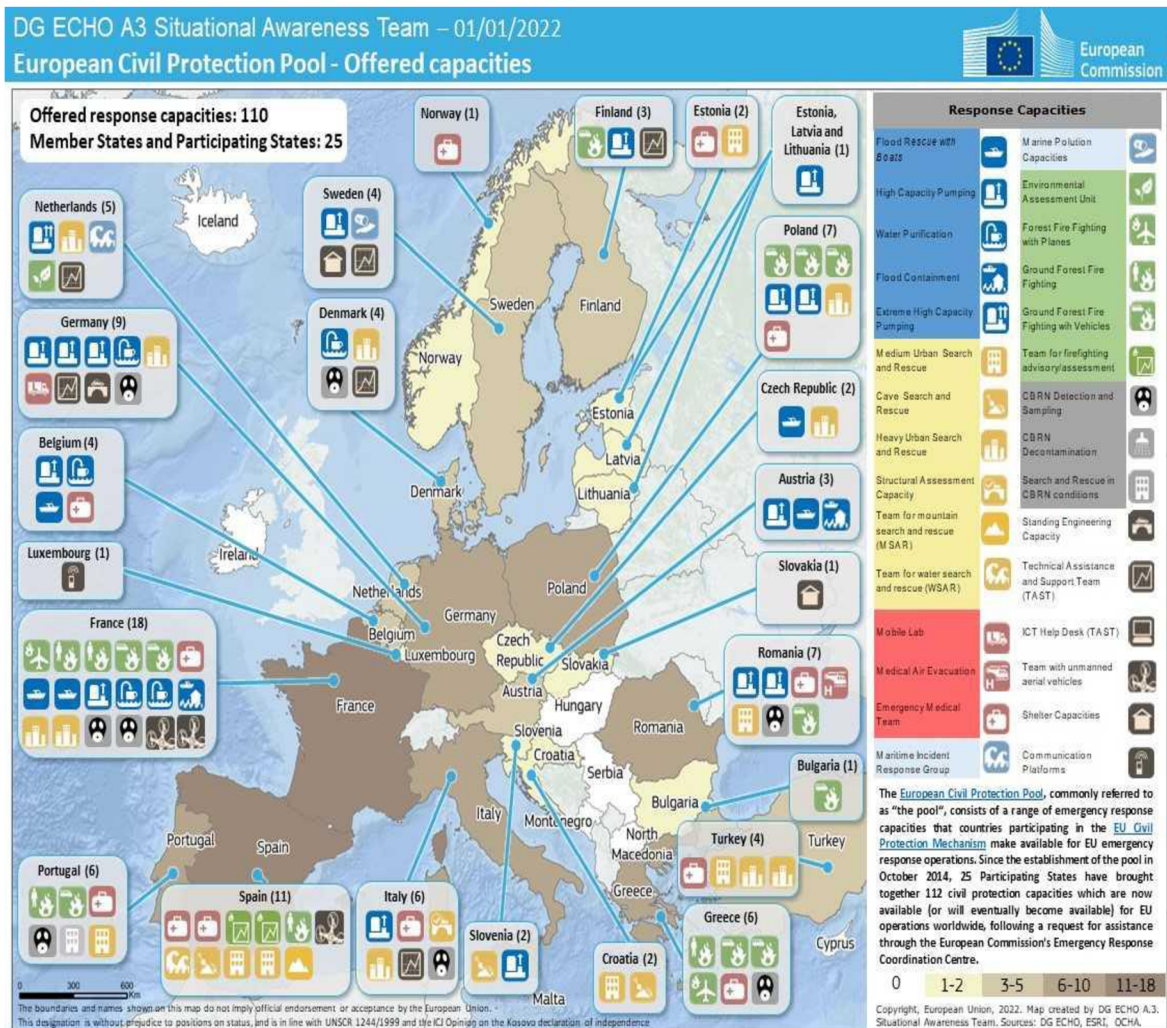 DG ECHO A3 Situational Awareness Team – 01/01/2022
European Civil Protection Pool - Offered capacities
European
Commission
Offered response capacities: 110
Member States and Participating States: 25
Norway (1)
Finland (3)
Estonia (2)
Estonia,
Latvia and
Lithuania (1)
Netherlands (5)
Sweden (4)
Poland (7)
Germany (9)
Denmark (4)
Czech Republic (2)
Belgium (4)
Austria (3)
Luxembourg (1)
Slovakia (1)
France (18)
Romania (7)
Bulgaria (1)
Turkey (4)
Portugal (6)
Spain (11)
Italy (6)
Slovenia (2)
Croatia (2)
Greece (6)
Iceland
Sweden
Finland
Norway
Estonia
Latvia
Lithuania
Denmark
Ireland
Netherlands
Poland
Germany
Belgium
Luxembourg
Czech
Republic
Slovakia
Austria
Hungary
France
Slovenia
Croatia
Romania
Serbia
Italy
Montenegro
Bulgaria
North
Macedonia
Turkey
Portugal
Spain
Greece
Malta
Cyprus
Response Capacities
Flood Rescue with
Boats
High Capacity Pumping
Water Purification
Flood Containment
Extreme High Capacity
Pumping
Medium Urban Search
and Rescue
Cave Search and
Rescue
Heavy Urban Search
and Rescue
Structural Assessment
Capacity
Team for mountain
search and rescue
(MSAR)
Team for water search
and rescue (WSAR)
Mobile Lab
Medical Air Evacuation
H
Emergency Medical
Team
Maritime Incident
Response Group
Marine Polution
Capacities
Environmental
Assessment Unit
Forest Fire Fighting
with Planes
Ground Forest Fire
Fighting
Ground Forest Fire
Fighting wih Vehicles
Team for firefighting
advisory/assessment
CBRN Detection and
Sampling
CBRN
Decontamination
Search and Rescue in
CBRN conditions
Standing Engineering
Capacity
Technical Assistance
and Support Team
(TAST)
ICT Help Desk (TAST)
Team with unmanned
aerial vehicles
Shelter Capacities
Communication
Platforms
The European Civil Protection Pool, commonly referred to
as “the pool”, consists of a range of emergency response
capacities that countries participating in the EU Civil
Protection Mechanism make available for EU emergency
response operations. Since the establishment of the pool in
October 2014, 25 Participating States have brought
together 112 civil protection capacities which are now
available (or will eventually become available) for EU
operations worldwide, following a request for assistance
through the European Commission's Emergency Response
Coordination Centre.
0 1-2 3-5 6-10 11-18
Copyright, European Union, 2022. Map created by DG ECHO A.3.
Situational Awareness Team. Sources: DG ECHO, ESRI, OCHA.
0 300 600
Km
The boundaries and names shown on this map do not imply official endorsement or acceptance by the European Union. -
This designation is without prejudice to positions on status, and is in line with UNSCR 1244/1999 and the ICJ Opinion on the Kosovo declaration of independence